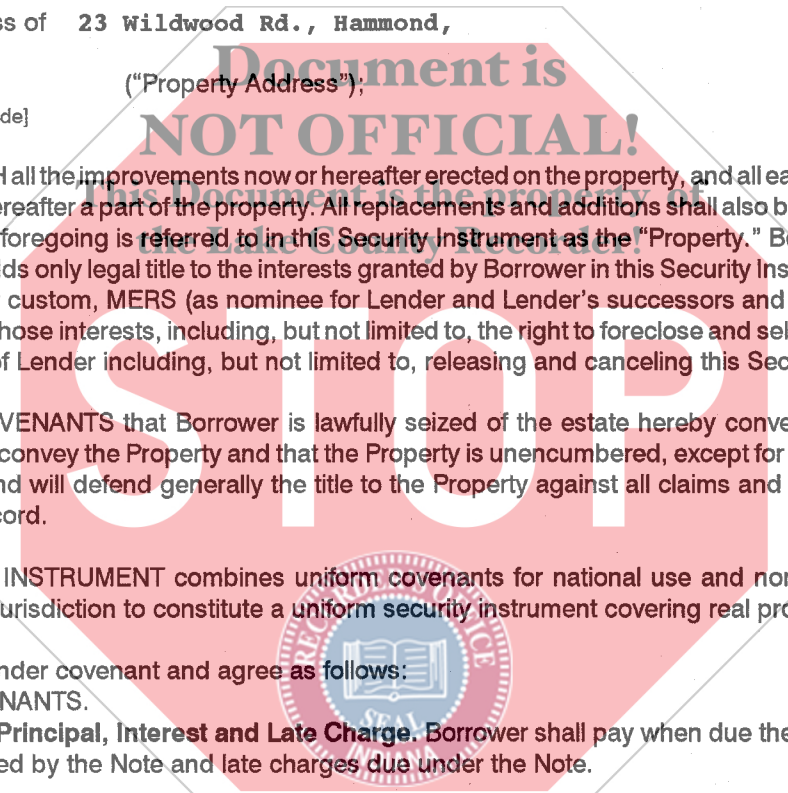 ss of 23 Wildwood Rd., Hammond,
Document is
("Property Address");
de]
NOT OFFICIAL!
H all the improvements now or hereafter erected on the property, and all ea
This Document is the property of
ereafter a part of the property. All replacements and additions shall also b
foregoing is referred to in this Security Instrument as the "Property." B
the Lake County Recorder!
lds only legal title to the interests granted by Borrower in this Security Ins
custom, MERS (as nominee for Lender and Lender's successors and
hose interests, including, but not limited to, the right to foreclose and sel
of Lender including, but not limited to, releasing and canceling this Sec
STOP
VENANTS that Borrower is lawfully seized of the estate hereby conve
convey the Property and that the Property is unencumbered, except for
nd will defend generally the title to the Property against all claims and
cord.
INSTRUMENT combines uniform covenants for national use and non
urisdiction to constitute a uniform security instrument covering real pro
RECORDER'S OFFICE
nder covenant and agree as follows:
NANTS.
SEAL
Principal, Interest and Late Charge. Borrower shall pay when due the
INDIANA
ed by the Note and late charges due under the Note.